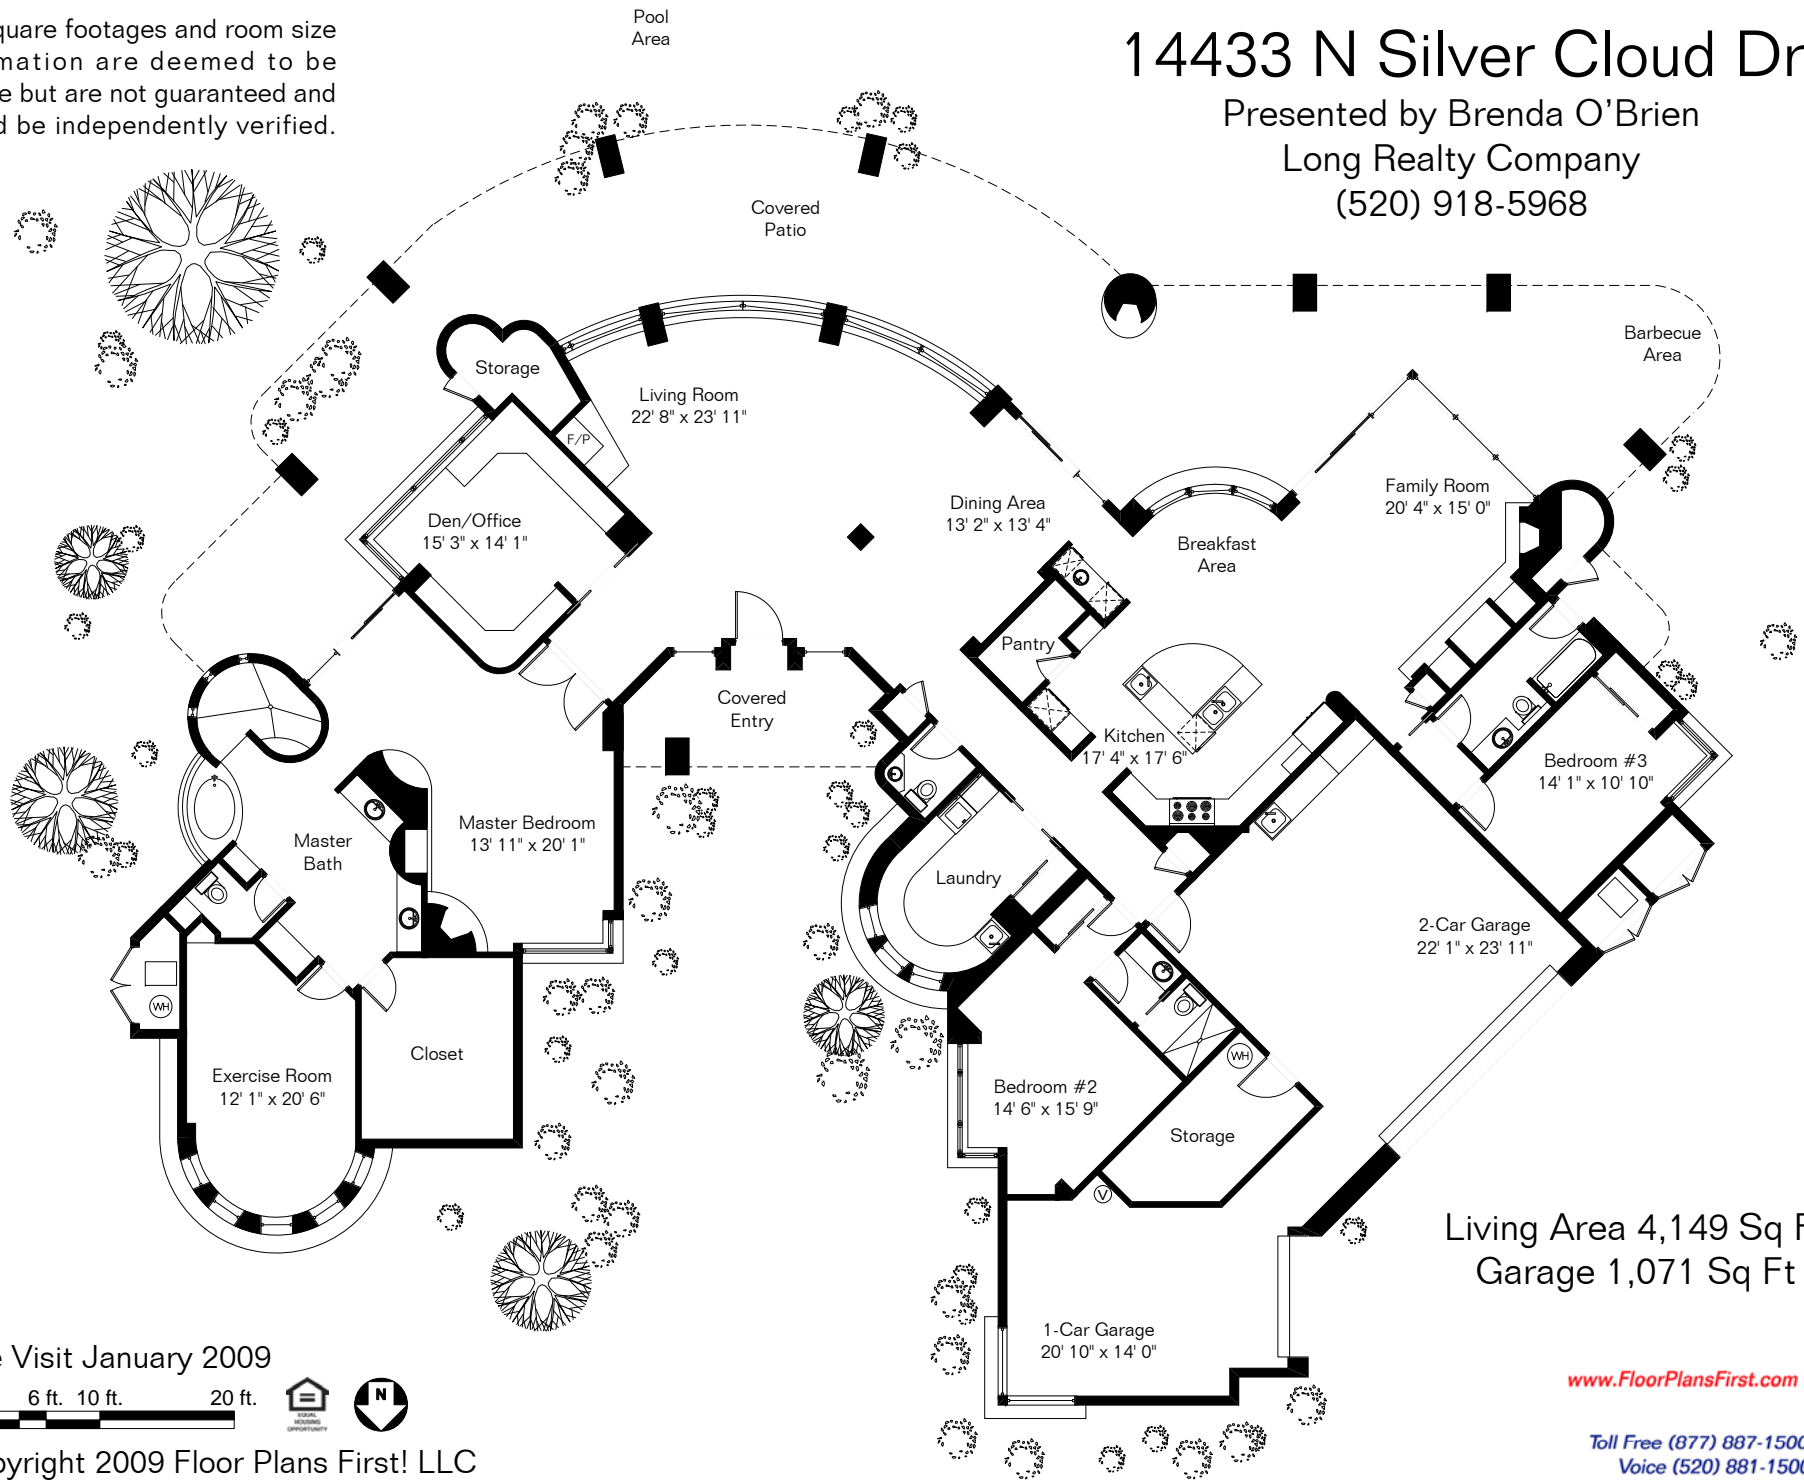 quare footages and room size
mation are deemed to be
e but are not guaranteed and
d be independently verified.
Pool
Area
14433 N Silver Cloud Dr
Presented by Brenda O'Brien
Long Realty Company
(520) 918-5968
Covered
Patio
Barbecue
Area
Storage
Living Room
22' 8" x 23' 11"
F/P
Family Room
20' 4" x 15' 0"
Dining Area
13' 2" x 13' 4"
Den/Office
15' 3" x 14' 1"
Breakfast
Area
Pantry
Covered
Entry
Kitchen
17' 4" x 17' 6"
Bedroom #3
14' 1" x 10' 10"
Master Bedroom
13' 11" x 20' 1"
Master
Bath
Laundry
2-Car Garage
22' 1" x 23' 11"
WH
Closet
WH
Exercise Room
12' 1" x 20' 6"
Bedroom #2
14' 6" x 15' 9"
Storage
V
Living Area 4,149 Sq F
Garage 1,071 Sq Ft
1-Car Garage
20' 10" x 14' 0"
e Visit January 2009
6 ft. 10 ft. 20 ft.
N
EQUAL
HOUSING
OPPORTUNITY
www.FloorPlansFirst.com
Toll Free (877) 887-1500
Voice (520) 881-1500
pyright 2009 Floor Plans First! LLC